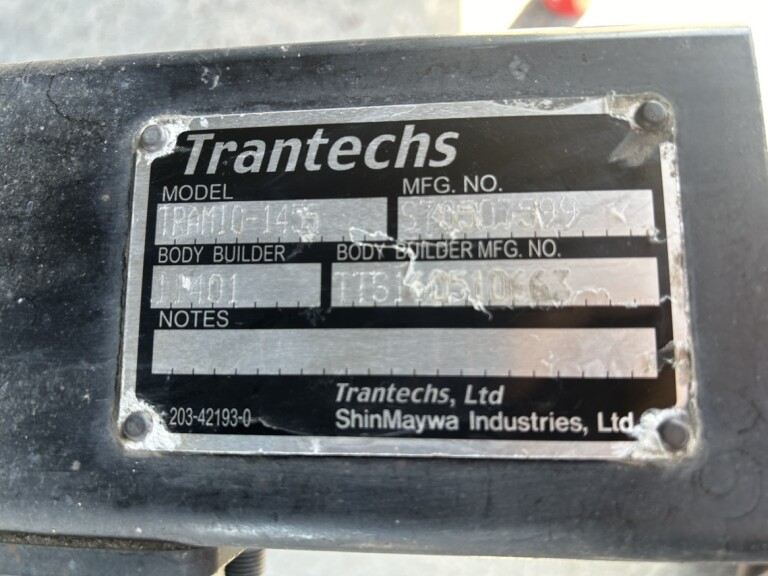 Trantechs
MODEL MFG. NO.
BODY BUILDER BODY BUILDER MFG. NO.
11401
NOTES
Trantechs, Ltd
203-42193-0 ShinMaywa Industries, Ltd.